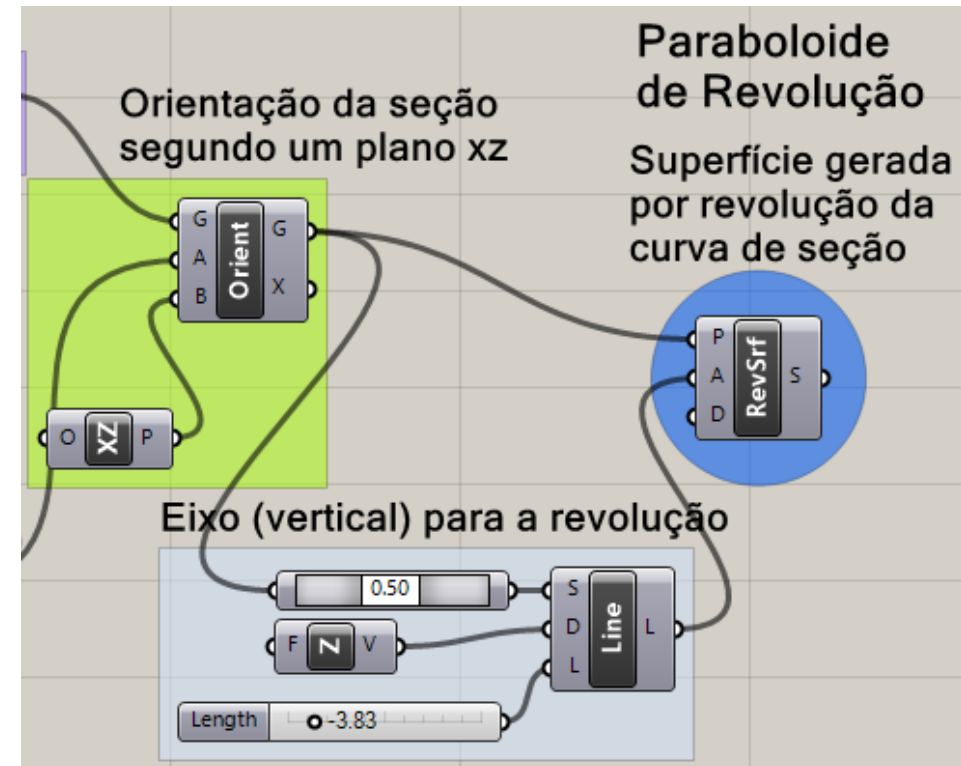 Paraboloide
de Revolução
Orientação da seção
segundo um plano xz
Superfície gerada
por revolução da
curva de seção
G
A
B
Orient
G
X
P
A
D
RevSrf
S
O
XZ
P
Eixo (vertical) para a revolução
0.50
F
Z
V
S
D
L
Line
L
Length
-3.83